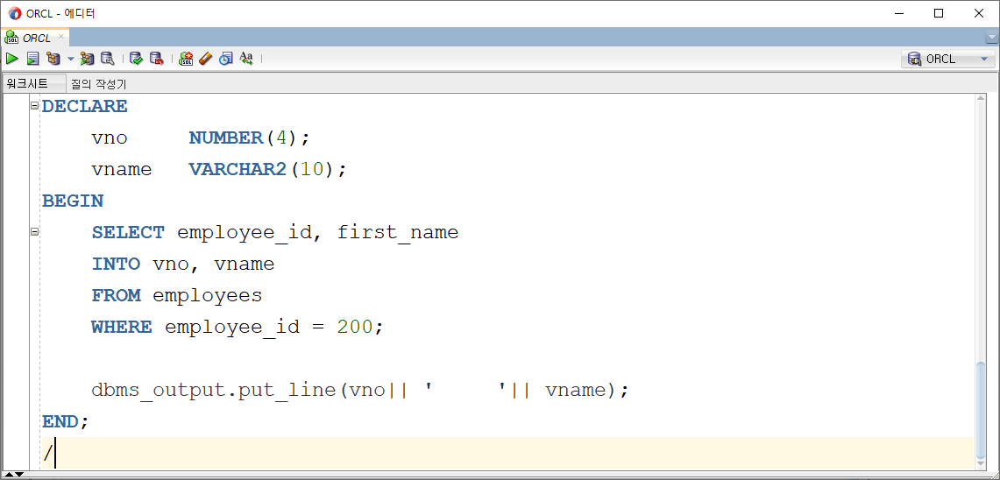 ORCL - 에디터
ORCL
ORCL
워크시트 질의 작성기
DECLARE
    vno     NUMBER(4);
    vname   VARCHAR2(10);
BEGIN
    SELECT employee_id, first_name
    INTO vno, vname
    FROM employees
    WHERE employee_id = 200;
    dbms_output.put_line(vno|| '     '|| vname);
END;
/